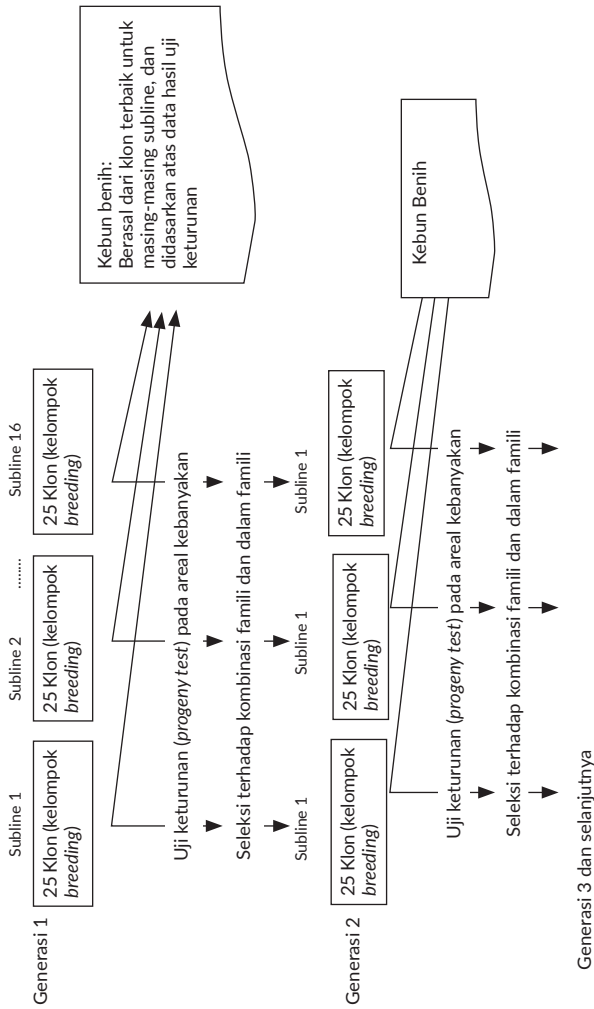 Generasi 1
Subline 1
Subline 2
........
Subline 16
25 Klon (kelompok
breeding)
25 Klon (kelompok
breeding)
25 Klon (kelompok
breeding)
Kebun benih:
Berasal dari klon terbaik untuk
masing-masing subline, dan
didasarkan atas data hasil uji
keturunan
Uji keturunan (progeny test) pada areal kebanyakan
Seleksi terhadap kombinasi famili dan dalam famili
Generasi 2
Subline 1
Subline 1
Subline 1
25 Klon (kelompok
breeding)
25 Klon (kelompok
breeding)
25 Klon (kelompok
breeding)
Kebun Benih
Uji keturunan (progeny test) pada areal kebanyakan
Seleksi terhadap kombinasi famili dan dalam famili
Generasi 3 dan selanjutnya